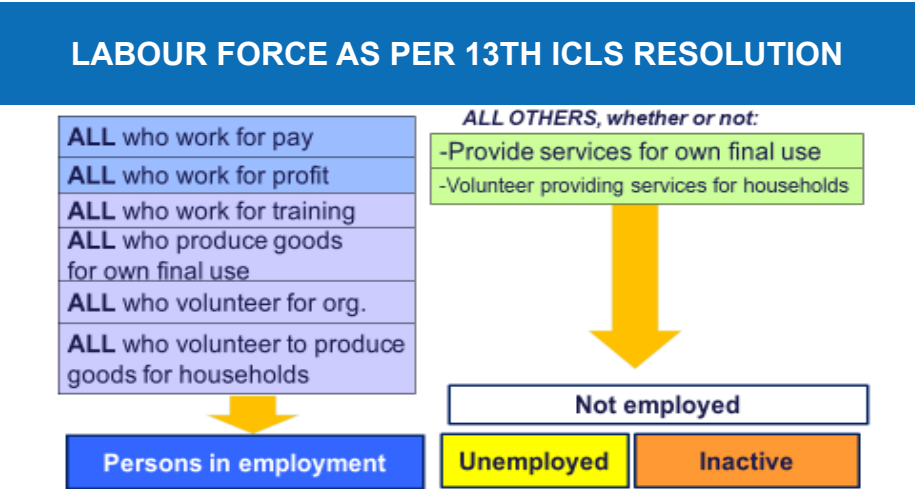 LABOUR FORCE AS PER 13TH ICLS RESOLUTION
ALL who work for pay
ALL who work for profit
ALL who work for training
ALL who produce goods
for own final use
ALL who volunteer for org.
ALL who volunteer to produce
goods for households
Persons in employment
ALL OTHERS, whether or not:
-Provide services for own final use
-Volunteer providing services for households
Not employed
Unemployed
Inactive